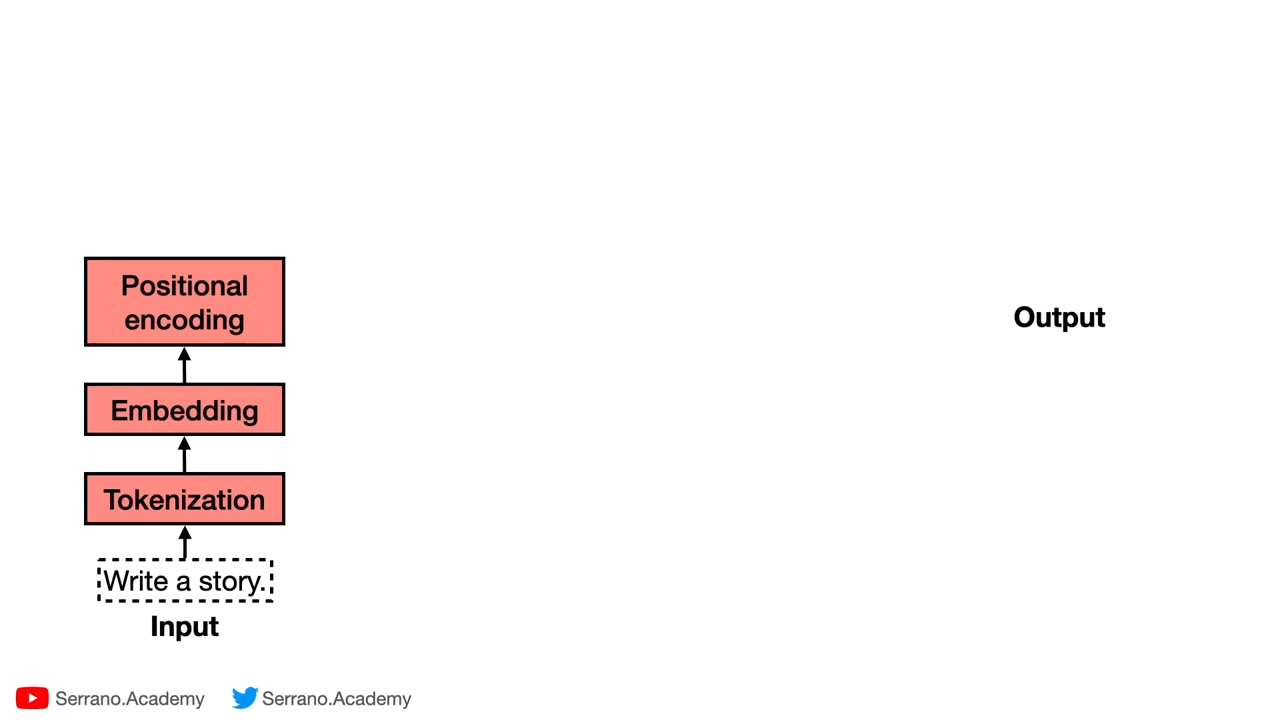 Positional
encoding
Output
Embedding
Tokenization
Write a story.
Input
Serrano.Academy
Serrano.Academy